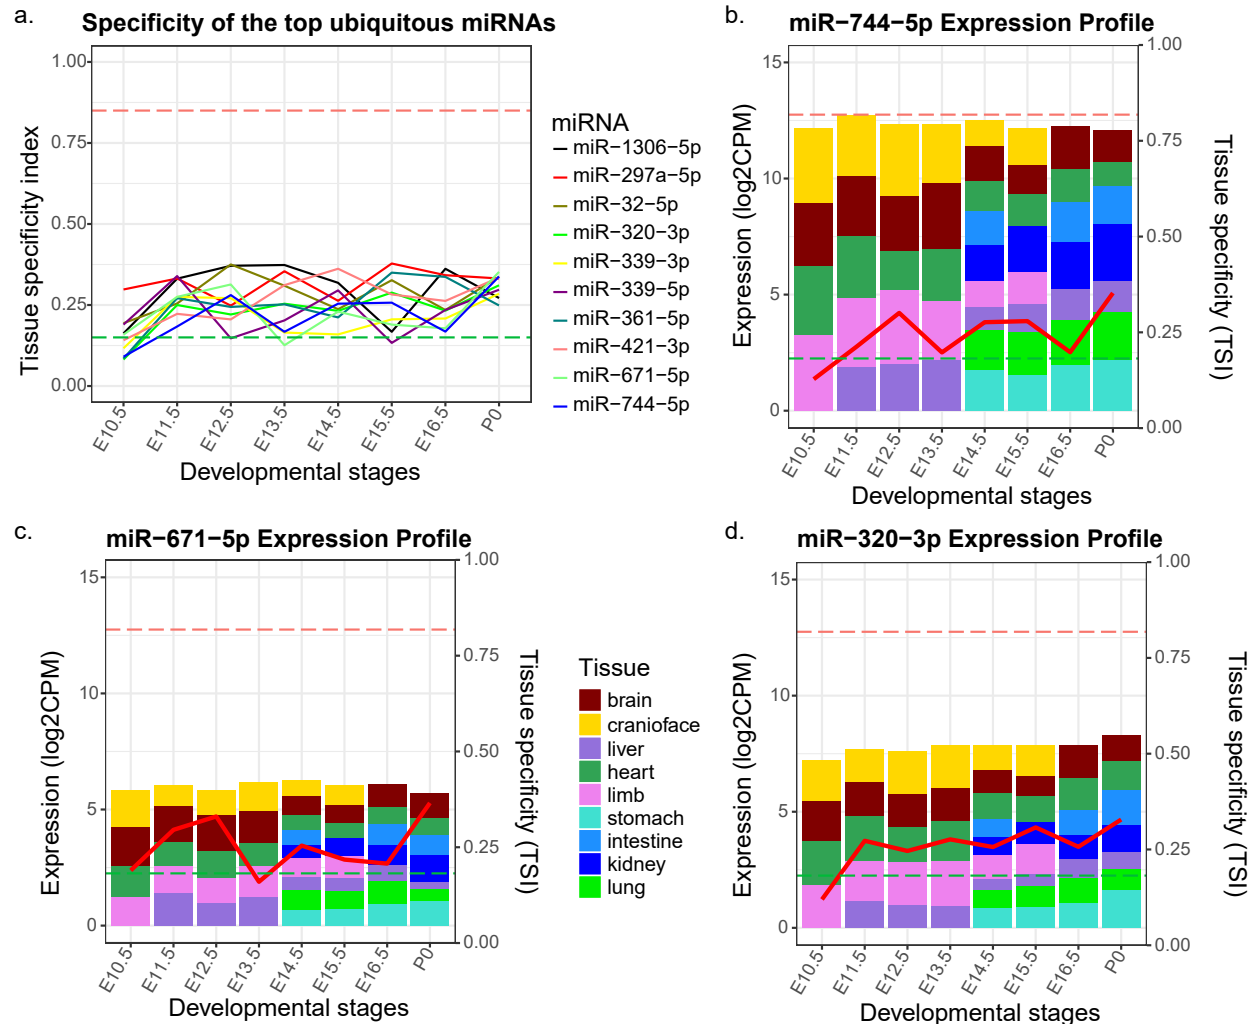 a.
Specificity of the top ubiquitous miRNAs
1.00
0.75
0.50
0.25
0.00
Tissue specificity index
E10.5
E11.5
E12.5
E13.5
E14.5
E15.5
E16.5
P0
Developmental stages
miRNA
miR−1306−5p
miR−297a−5p
miR−32−5p
miR−320−3p
miR−339−3p
miR−339−5p
miR−361−5p
miR−421−3p
miR−671−5p
miR−744−5p
b.
miR−744−5p Expression Profile
15
10
5
0
Expression (log2CPM)
1.00
0.75
0.50
0.25
0.00
Tissue specificity (TSI)
E10.5
E11.5
E12.5
E13.5
E14.5
E15.5
E16.5
P0
Developmental stages
c.
miR−671−5p Expression Profile
15
10
5
0
Expression (log2CPM)
1.00
0.75
0.50
0.25
0.00
Tissue specificity (TSI)
E10.5
E11.5
E12.5
E13.5
E14.5
E15.5
E16.5
P0
Developmental stages
Tissue
brain
cranioface
liver
heart
limb
stomach
intestine
kidney
lung
d.
miR−320−3p Expression Profile
15
10
5
0
Expression (log2CPM)
1.00
0.75
0.50
0.25
0.00
Tissue specificity (TSI)
E10.5
E11.5
E12.5
E13.5
E14.5
E15.5
E16.5
P0
Developmental stages